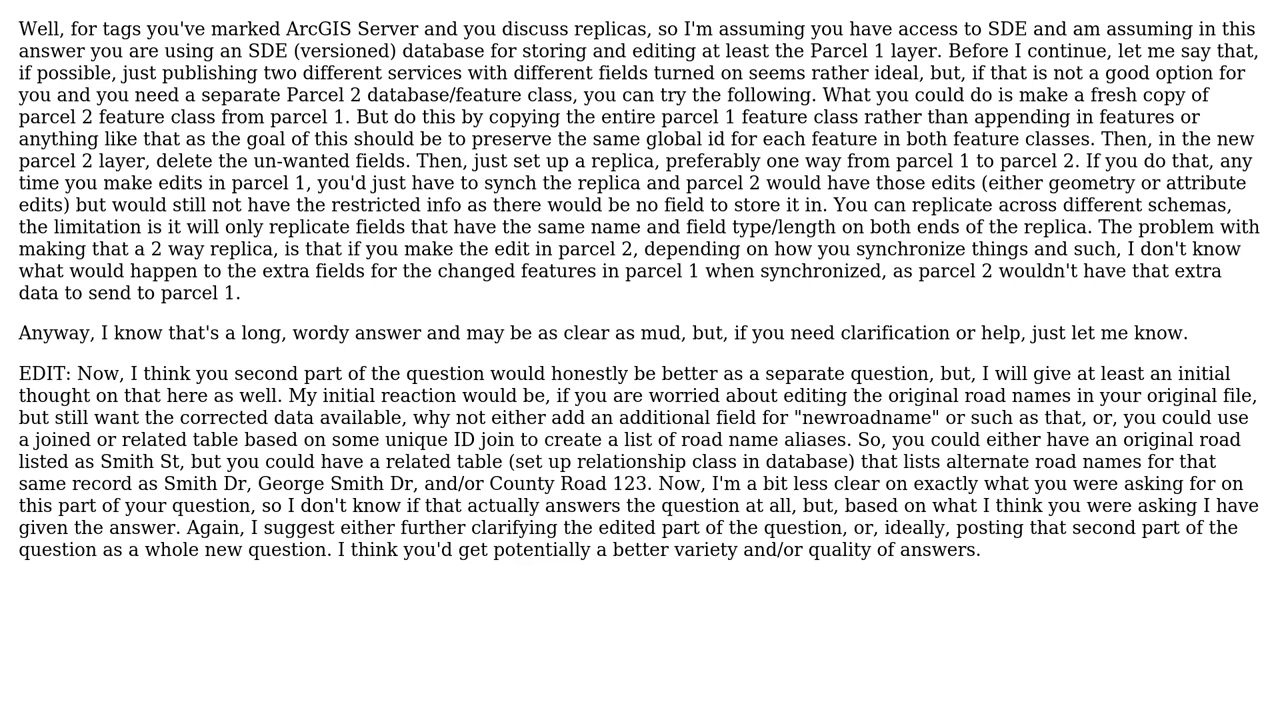 Well, for tags you've marked ArcGIS Server and you discuss replicas, so I'm assuming you have access to SDE and am assuming in this
answer you are using an SDE (versioned) database for storing and editing at least the Parcel 1 layer. Before I continue, let me say that,
if possible, just publishing two different services with different fields turned on seems rather ideal, but, if that is not a good option for
you and you need a separate Parcel 2 database/feature class, you can try the following. What you could do is make a fresh copy of
parcel 2 feature class from parcel 1. But do this by copying the entire parcel 1 feature class rather than appending in features or
anything like that as the goal of this should be to preserve the same global id for each feature in both feature classes. Then, in the new
parcel 2 layer, delete the un-wanted fields. Then, just set up a replica, preferably one way from parcel 1 to parcel 2. If you do that, any
time you make edits in parcel 1, you'd just have to synch the replica and parcel 2 would have those edits (either geometry or attribute
edits) but would still not have the restricted info as there would be no field to store it in. You can replicate across different schemas,
the limitation is it will only replicate fields that have the same name and field type/length on both ends of the replica. The problem with
making that a 2 way replica, is that if you make the edit in parcel 2, depending on how you synchronize things and such, I don't know
what would happen to the extra fields for the changed features in parcel 1 when synchronized, as parcel 2 wouldn't have that extra
data to send to parcel 1.
Anyway, I know that's a long, wordy answer and may be as clear as mud, but, if you need clarification or help, just let me know.
EDIT: Now, I think you second part of the question would honestly be better as a separate question, but, I will give at least an initial
thought on that here as well. My initial reaction would be, if you are worried about editing the original road names in your original file,
but still want the corrected data available, why not either add an additional field for "newroadname" or such as that, or, you could use
a joined or related table based on some unique ID join to create a list of road name aliases. So, you could either have an original road
listed as Smith St, but you could have a related table (set up relationship class in database) that lists alternate road names for that
same record as Smith Dr, George Smith Dr, and/or County Road 123. Now, I'm a bit less clear on exactly what you were asking for on
this part of your question, so I don't know if that actually answers the question at all, but, based on what I think you were asking I have
given the answer. Again, I suggest either further clarifying the edited part of the question, or, ideally, posting that second part of the
question as a whole new question. I think you'd get potentially a better variety and/or quality of answers.